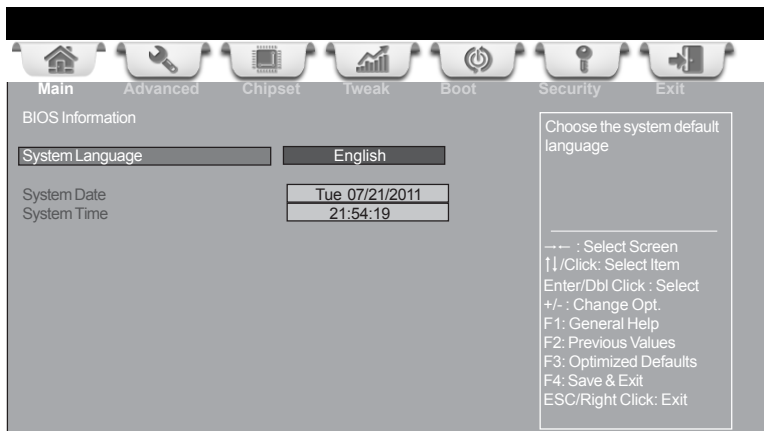 Main Advanced Chipset Tweak Boot Security Exit
BIOS Information
System Language English
System Date Tue 07/21/2011
System Time 21:54:19
Choose the system default
language
→← : Select Screen
↑↓/Click: Select Item
Enter/Dbl Click : Select
+/- : Change Opt.
F1: General Help
F2: Previous Values
F3: Optimized Defaults
F4: Save & Exit
ESC/Right Click: Exit